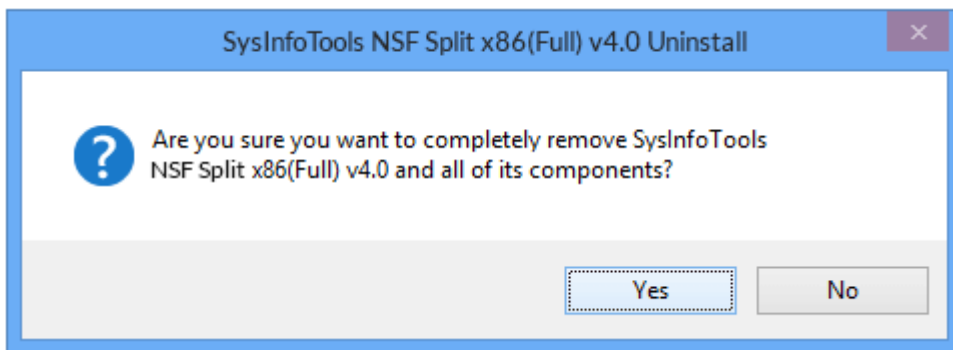 SysInfoTools NSF Split x86(Full) v4.0 Uninstall
Are you sure you want to completely remove SysInfoTools
NSF Split x86(Full) v4.0 and all of its components?
Yes
No